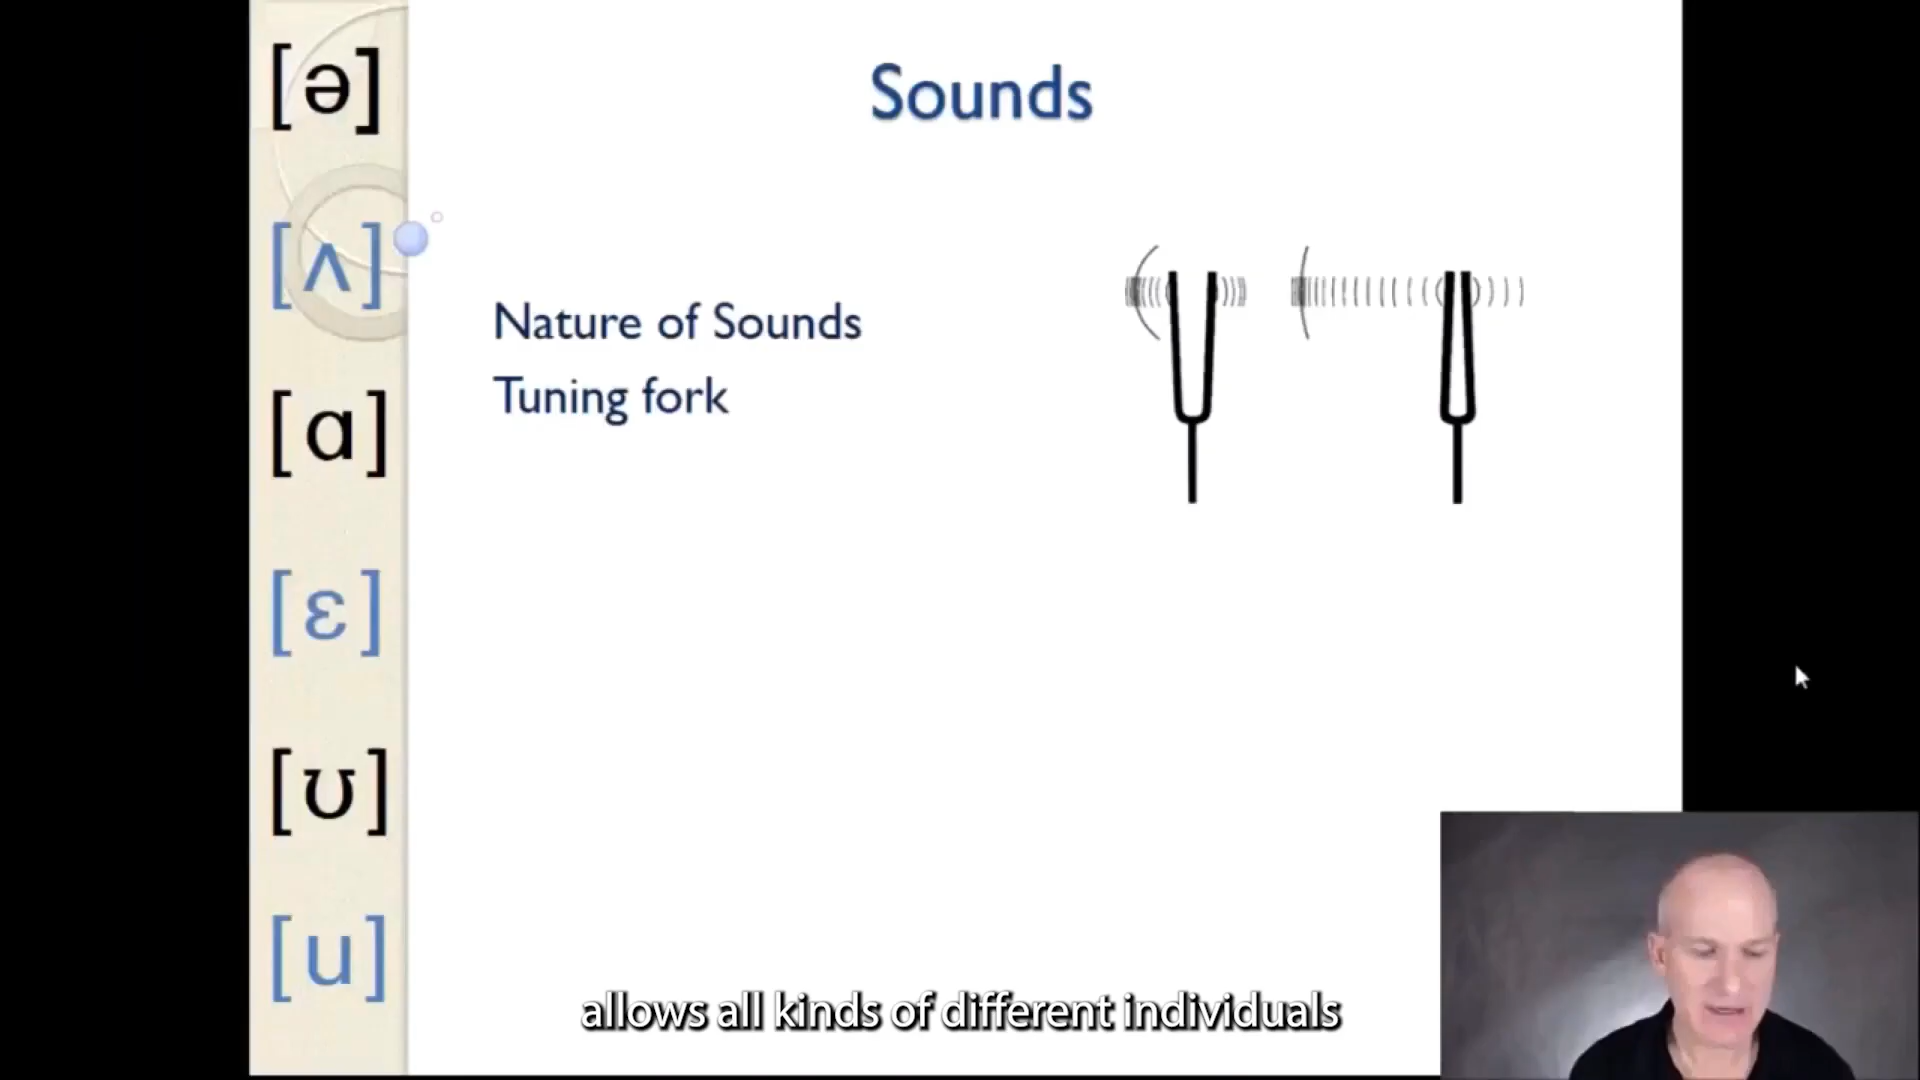 [ə]
[ʌ]
[ɑ]
[ɛ]
[ʊ]
[u]
Sounds
Nature of Sounds
Tuning fork
allows all kinds of different individuals